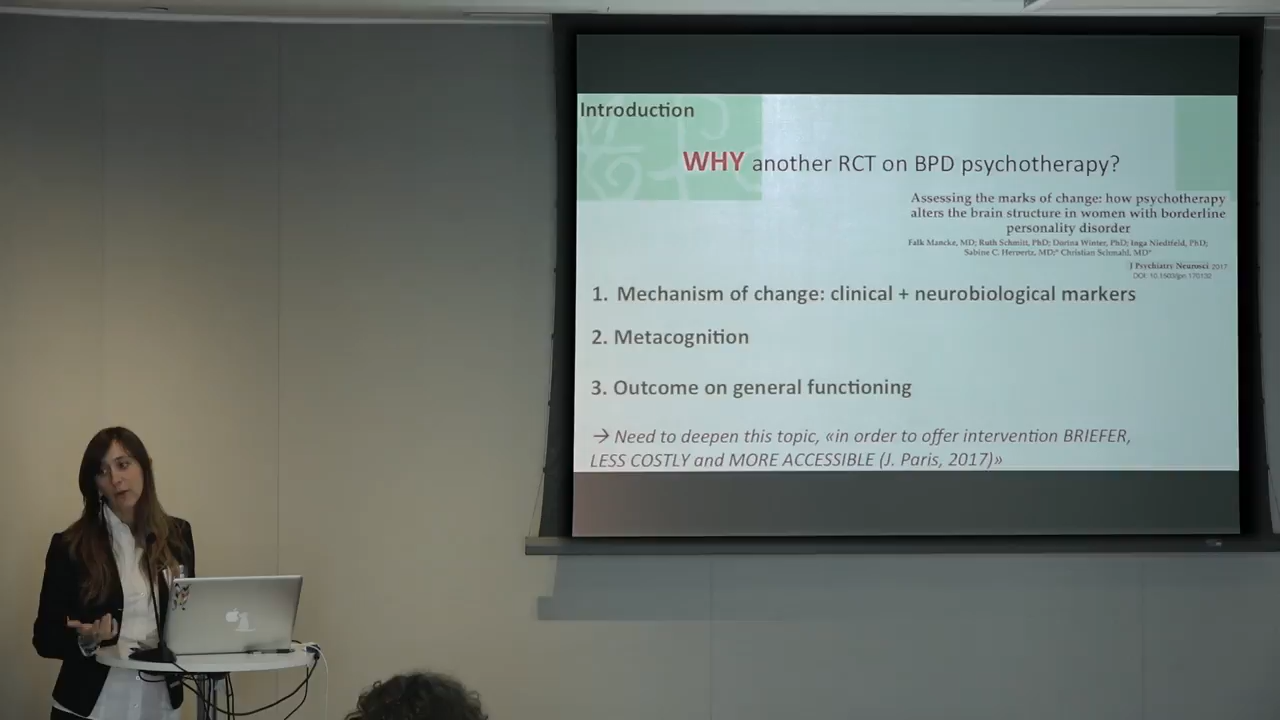 Introduction
WHY another RCT on BPD psychotherapy?
Assessing the marks of change: how psychotherapy
alters the brain structure in women with borderline
personality disorder
Falk Mancke, MD; Ruth Schmitt, PhD; Dorina Winter, PhD; Inga Niedtfeld, PhD;
Sabine C. Herpertz, MD;* Christian Schmahl, MD*
J Psychiatry Neurosci 2017
DOI:
1. Mechanism of change: clinical + neurobiological markers
2. Metacognition
3. Outcome on general functioning
→ Need to deepen this topic, «in order to offer intervention BRIEFER,
LESS COSTLY and MORE ACCESSIBLE (J. Paris, 2017)»